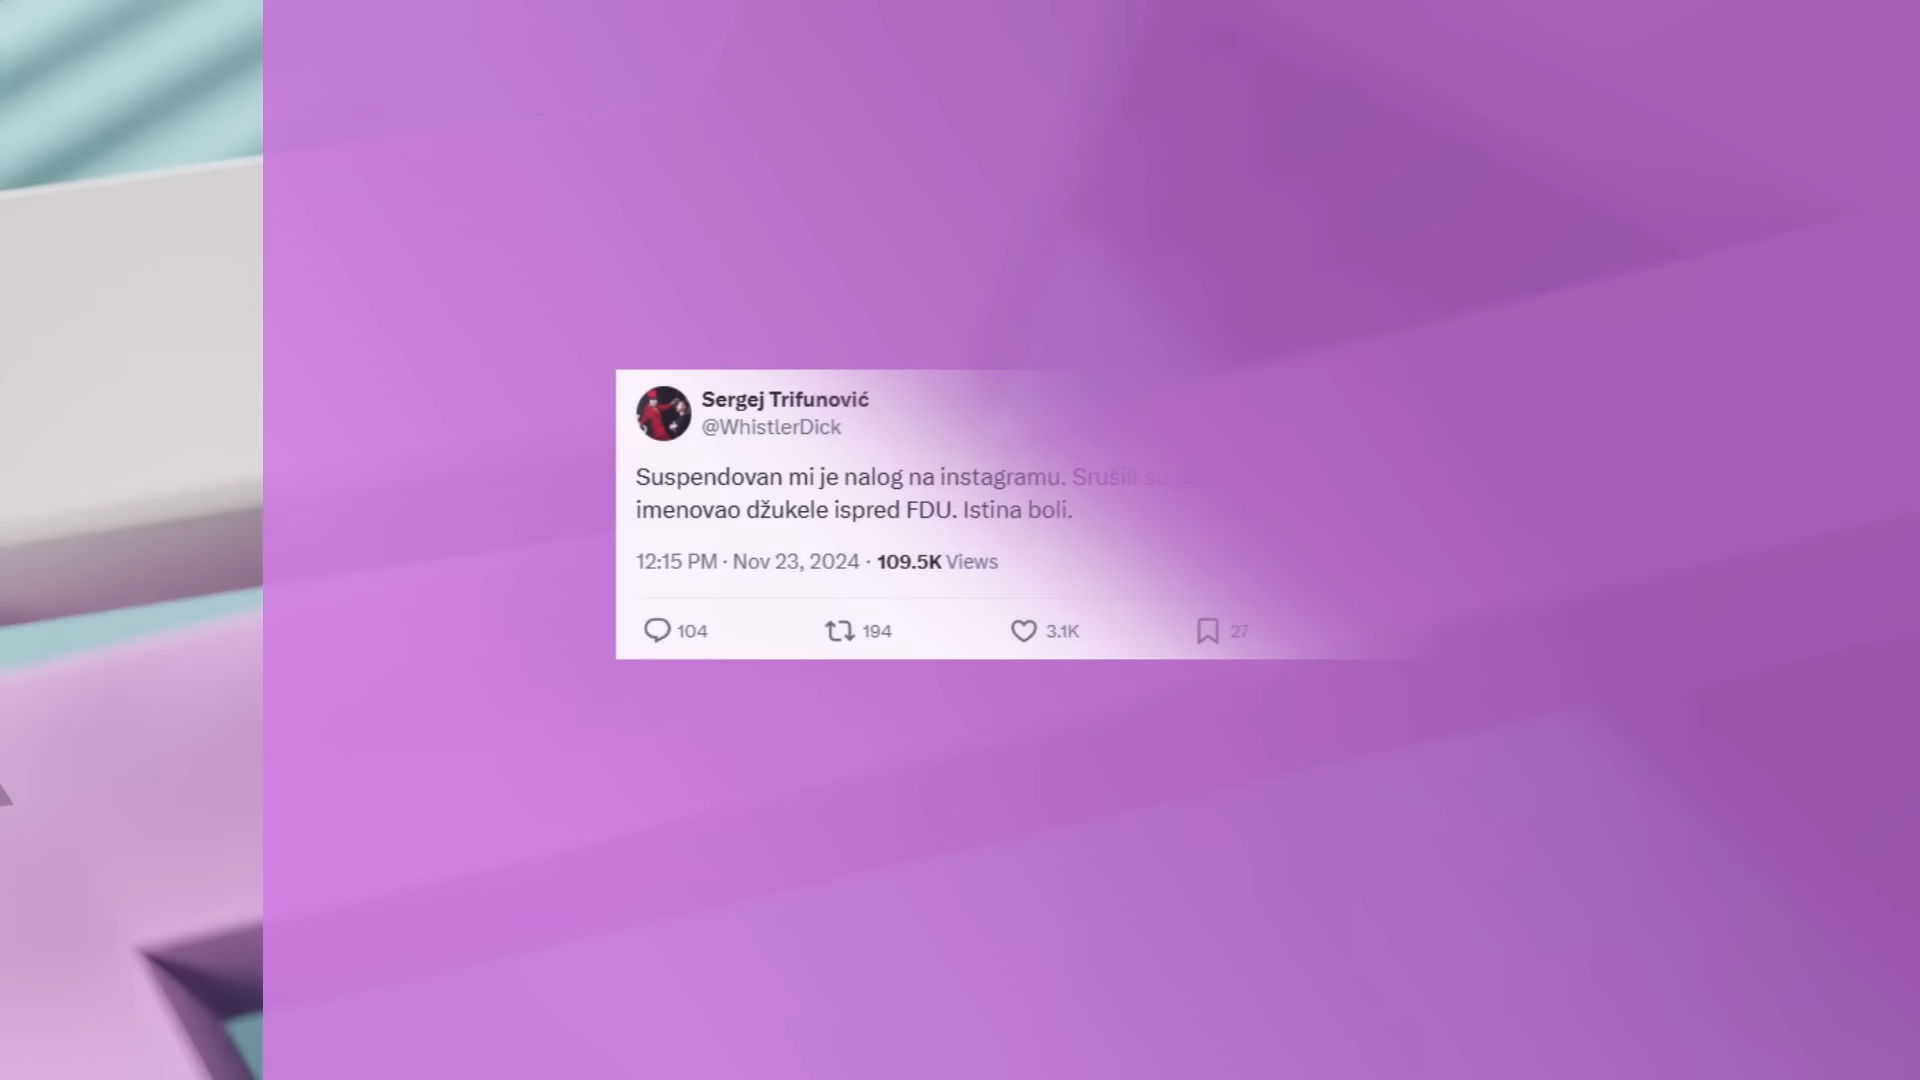 Sergej Trifunović
@WhistlerDick
Suspendovan mi je nalog na instagramu. Srušili su
imenovao džukele ispred FDU. Istina boli.
12:15 PM · Nov 23, 2024 · 109.5K Views
104 194 3.1K 27